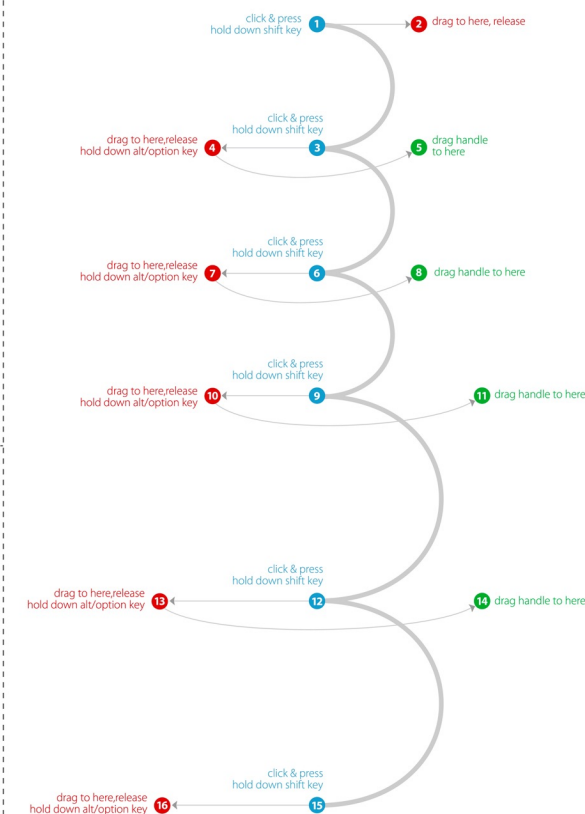 click & press
hold down shift key
1
2
drag to here, release
click & press
hold down shift key
drag to here,release
hold down alt/option key
4
3
5
drag handle
to here
click & press
hold down shift key
drag to here,release
hold down alt/option key
7
6
8
drag handle to here
click & press
hold down shift key
drag to here,release
hold down alt/option key
10
9
11
drag handle to here
click & press
hold down shift key
drag to here,release
hold down alt/option key
13
12
14
drag handle to here
click & press
hold down shift key
drag to here,release
hold down alt/option key
16
15